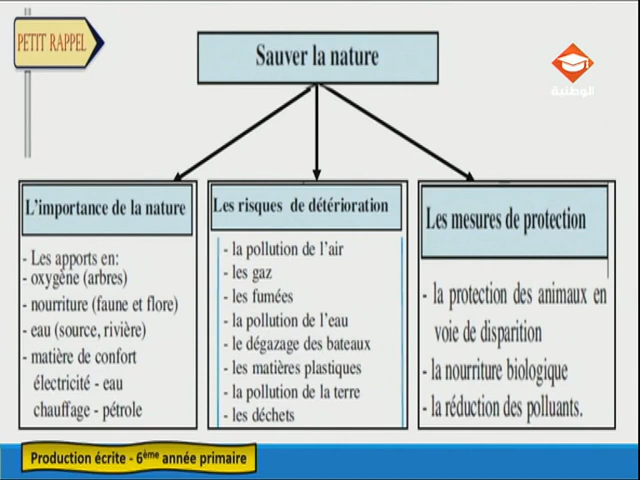 PETIT RAPPEL
Sauver la nature
الوطنية
L'importance de la nature
- Les apports en:
- oxygène (arbres)
- nourriture (faune et flore)
- eau (source, rivière)
- matière de confort
électricité - eau
chauffage - pétrole
Les risques de détérioration
- la pollution de l'air
- les gaz
- les fumées
- la pollution de l'eau
- le dégazage des bateaux
- les matières plastiques
- la pollution de la terre
- les déchets
Les mesures de protection
- la protection des animaux en
voie de disparition
- la nourriture biologique
- la réduction des polluants.
Production écrite - 6ème année primaire